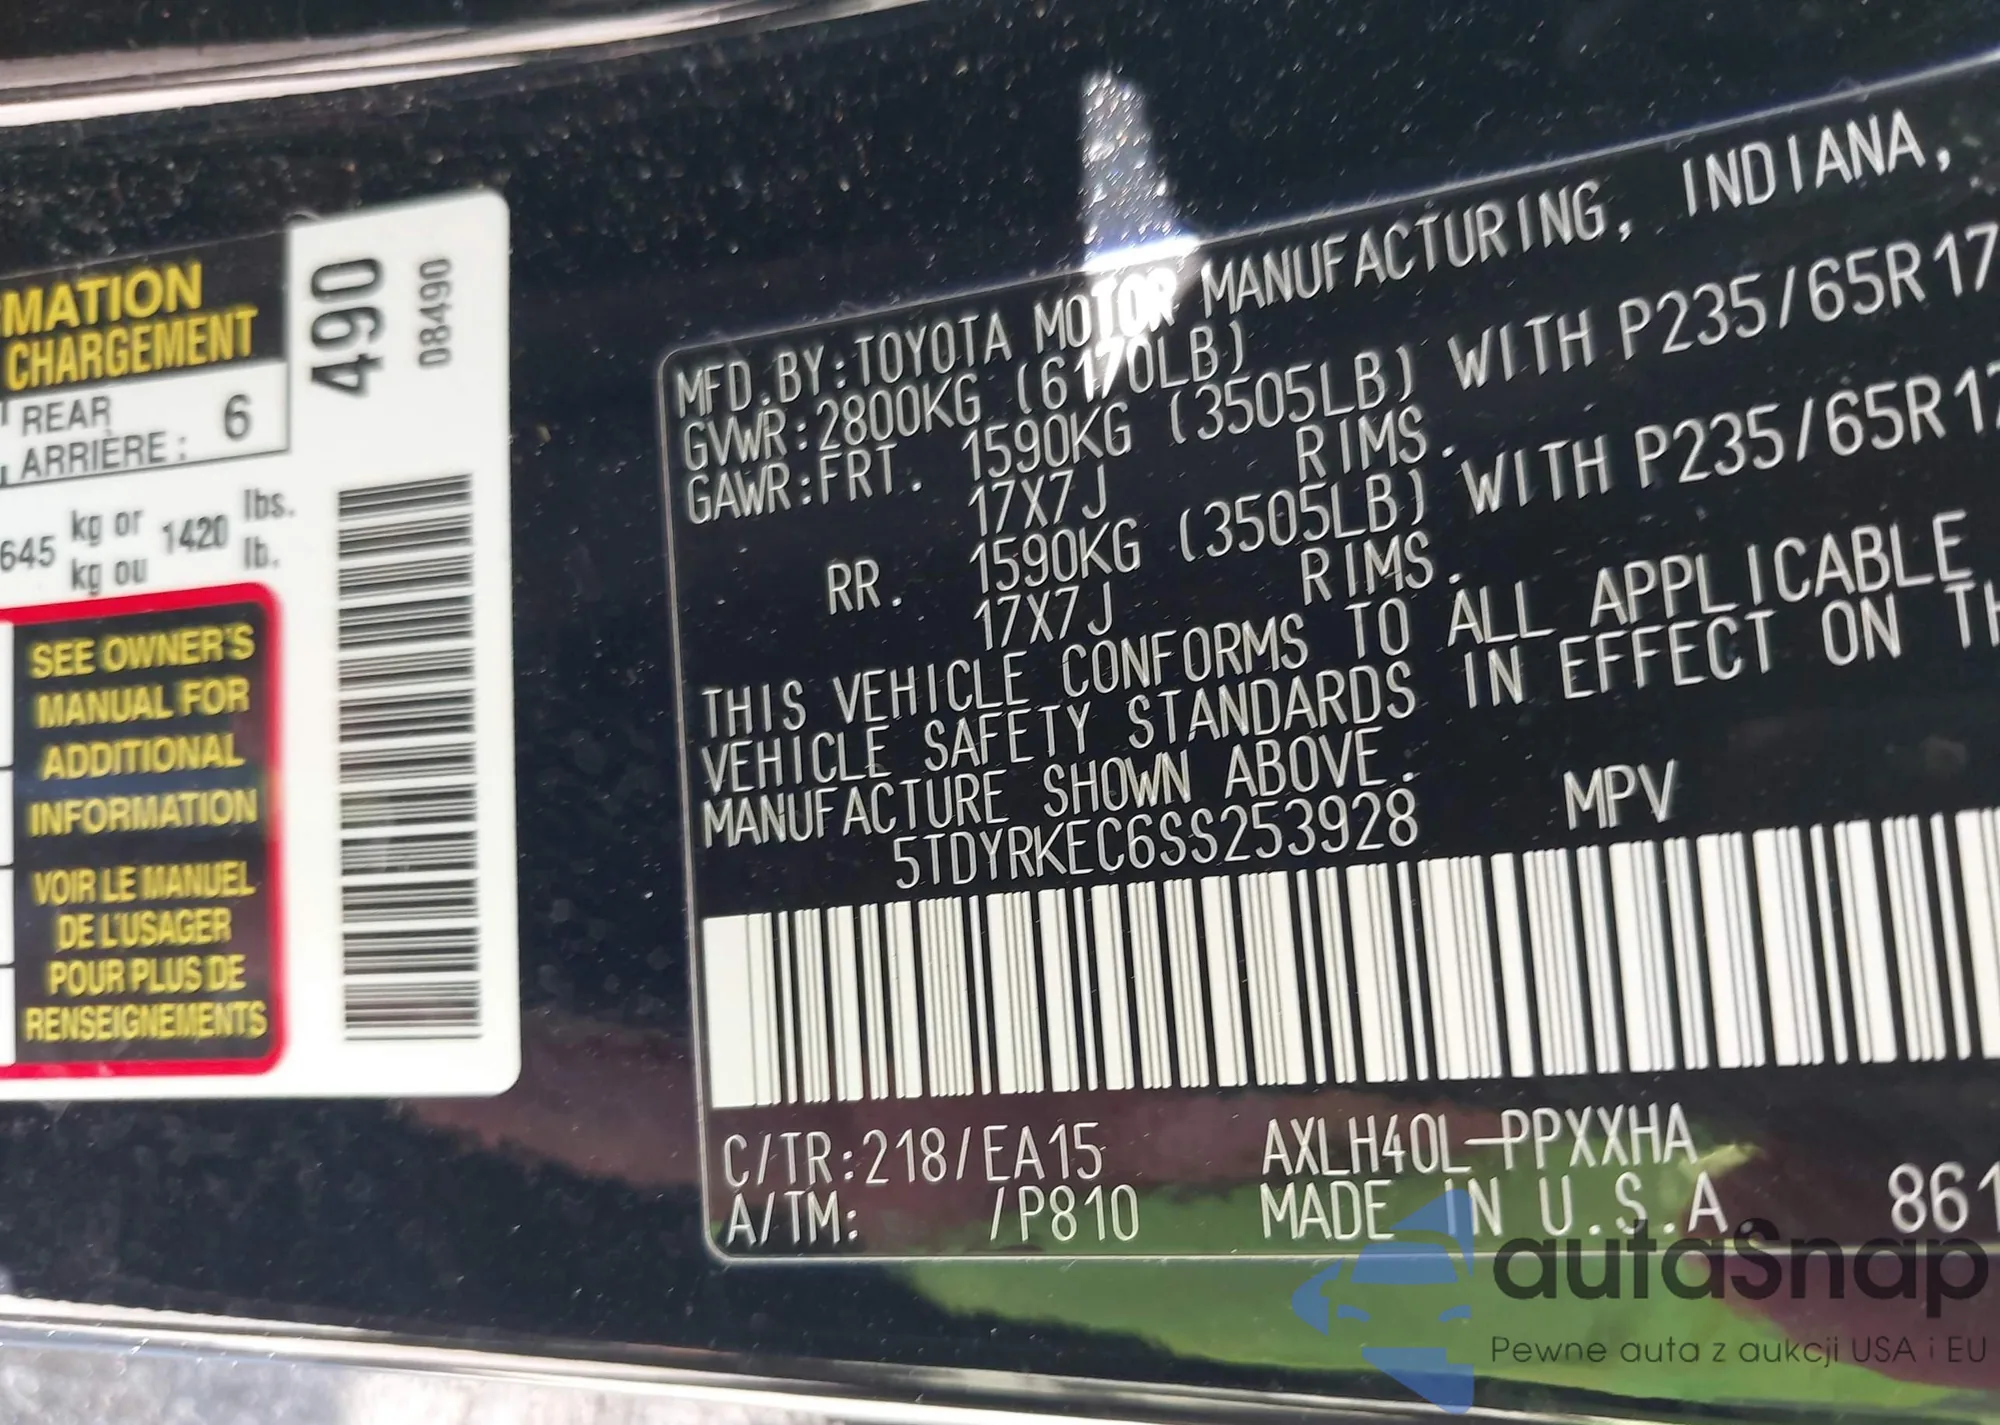 MATION
CHARGEMENT
REAR 6
ARRIÈRE :
645 kg or 1420 lbs.
kg ou lb.
SEE OWNER'S
MANUAL FOR
ADDITIONAL
INFORMATION
VOIR LE MANUEL
DE L'USAGER
POUR PLUS DE
RENSEIGNEMENTS
490
08490
MFD.BY:TOYOTA MOTOR MANUFACTURING, INDIANA,
GVWR:2800KG (6170LB)
GAWR:FRT. 1590KG (3505LB) WITH P235/65R17
17X7J RIMS.
RR. 1590KG (3505LB) WITH P235/65R17
17X7J RIMS.
THIS VEHICLE CONFORMS TO ALL APPLICABLE
VEHICLE SAFETY STANDARDS IN EFFECT ON TH
MANUFACTURE SHOWN ABOVE.
5TDYRKEC6SS253928 MPV
C/TR:218/EA15 AXLH40L-PPXXHA
A/TM: /P810 MADE IN U.S.A. 861
autaSnap
Pewne auta z aukcji USA i EU